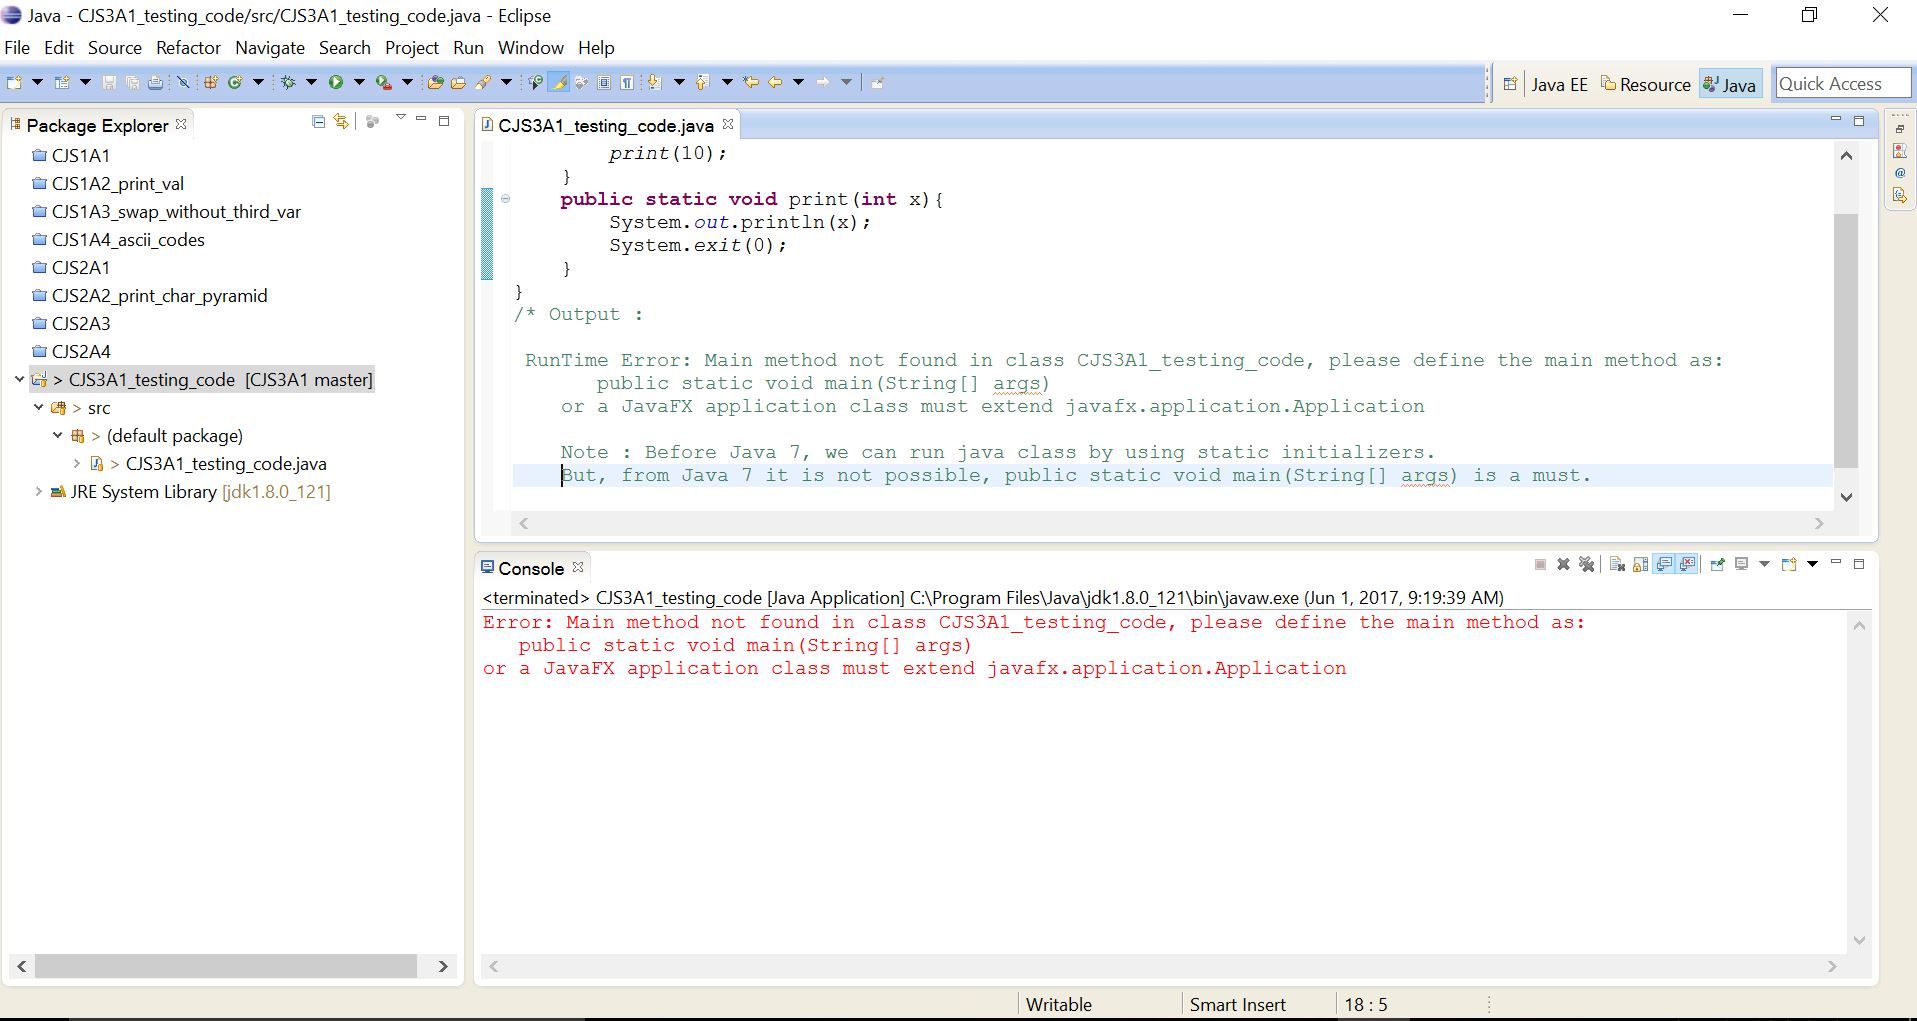 Java - CJS3A1_testing_code/src/CJS3A1_testing_code.java - Eclipse
File Edit Source Refactor Navigate Search Project Run Window Help
Java EE Resource Java Quick Access
Package Explorer
CJS1A1
CJS1A2_print_val
CJS1A3_swap_without_third_var
CJS1A4_ascii_codes
CJS2A1
CJS2A2_print_char_pyramid
CJS2A3
CJS2A4
> CJS3A1_testing_code [CJS3A1 master]
> src
> (default package)
> CJS3A1_testing_code.java
JRE System Library [jdk1.8.0_121]
CJS3A1_testing_code.java
print(10);
}
public static void print(int x){
System.out.println(x);
System.exit(0);
}
}
/* Output :
RunTime Error: Main method not found in class CJS3A1_testing_code, please define the main method as:
public static void main(String[] args)
or a JavaFX application class must extend javafx.application.Application
Note : Before Java 7, we can run java class by using static initializers.
But, from Java 7 it is not possible, public static void main(String[] args) is a must.
Console
<terminated> CJS3A1_testing_code [Java Application] C:\Program Files\Java\jdk1.8.0_121\bin\javaw.exe (Jun 1, 2017, 9:19:39 AM)
Error: Main method not found in class CJS3A1_testing_code, please define the main method as:
public static void main(String[] args)
or a JavaFX application class must extend javafx.application.Application
Writable Smart Insert 18 : 5